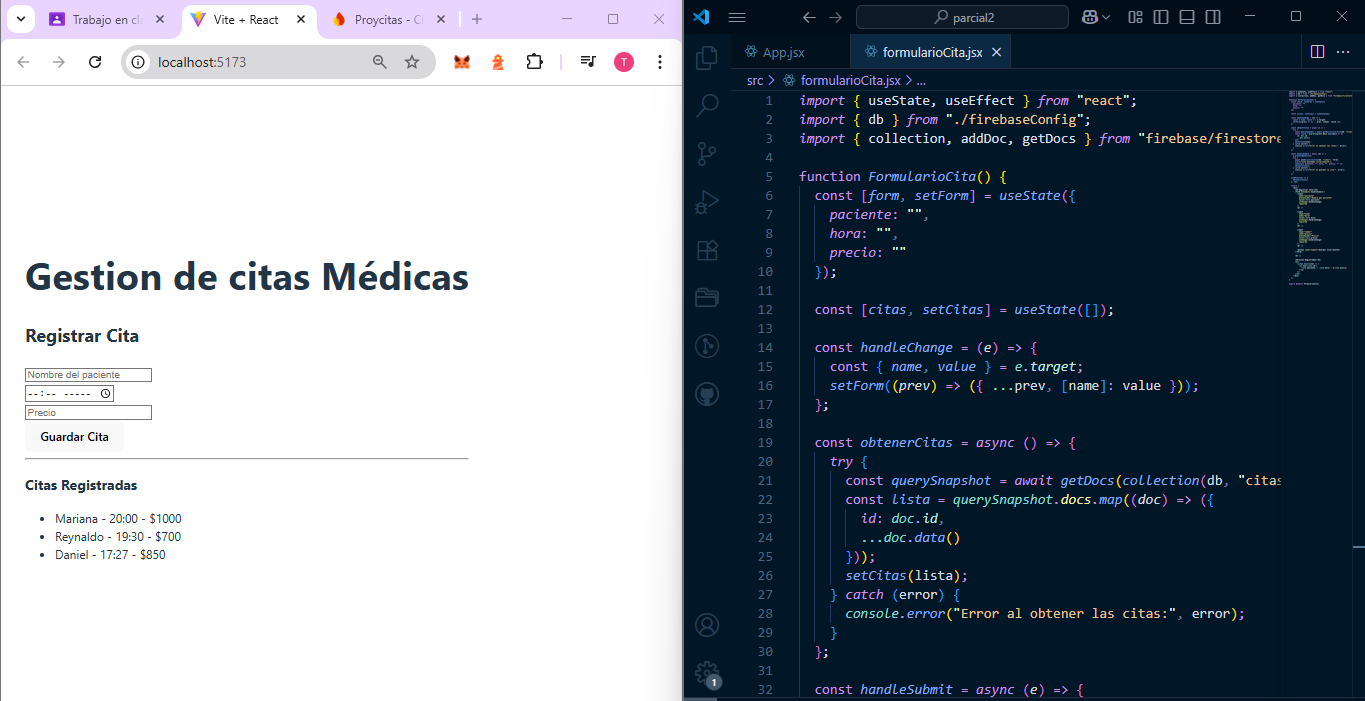 Trabajo en cl
Vite + React
Proycitas - C
localhost:5173
T
Gestion de citas Médicas
Registrar Cita
Nombre del paciente
--:-- -----
Precio
Guardar Cita
Citas Registradas
• Mariana - 20:00 - $1000
• Reynaldo - 19:30 - $700
• Daniel - 17:27 - $850
parcial2
App.jsx
formularioCita.jsx
src > formularioCita.jsx > ...
1 import { useState, useEffect } from "react";
2 import { db } from "./firebaseConfig";
3 import { collection, addDoc, getDocs } from "firebase/firestore
4
5 function FormularioCita() {
6 const [form, setForm] = useState({
7 paciente: "",
8 hora: "",
9 precio: ""
10 });
11
12 const [citas, setCitas] = useState([]);
13
14 const handleChange = (e) => {
15 const { name, value } = e.target;
16 setForm((prev) => ({ ...prev, [name]: value }));
17 };
18
19 const obtenerCitas = async () => {
20 try {
21 const querySnapshot = await getDocs(collection(db, "citas
22 const lista = querySnapshot.docs.map((doc) => ({
23 id: doc.id,
24 ...doc.data()
25 }));
26 setCitas(lista);
27 } catch (error) {
28 console.error("Error al obtener las citas:", error);
29 }
30 };
31
32 const handleSubmit = async (e) => {
1